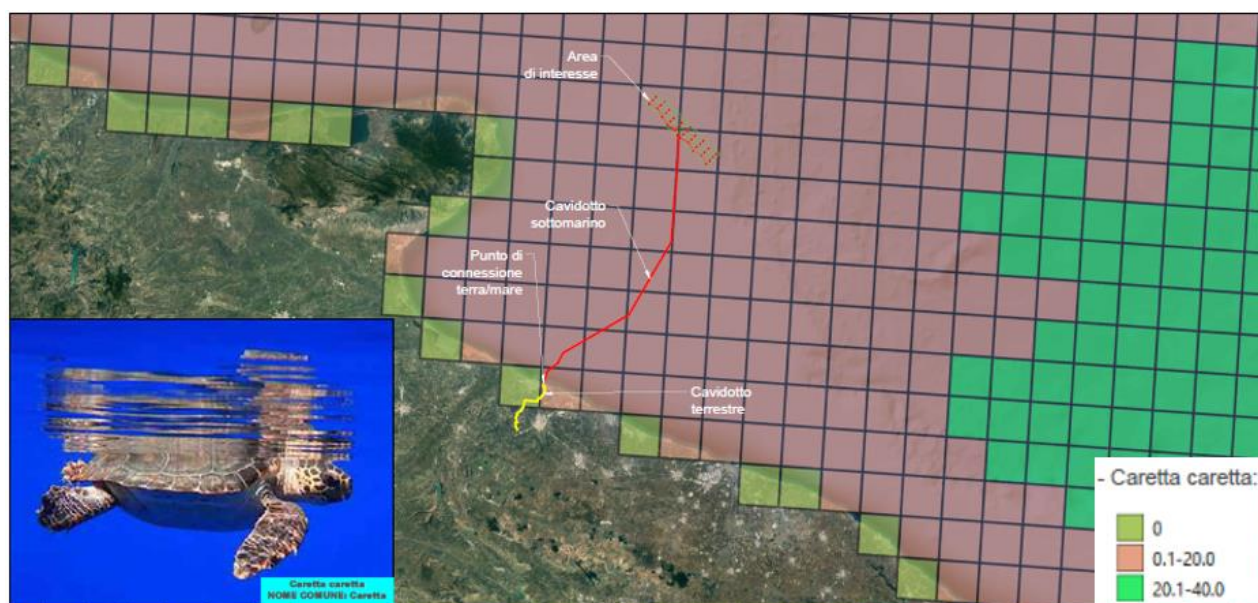 Area
di interesse
Cavidotto
sottomarino
Punto di
connessione
terra/mare
Cavidotto
terrestre
Caretta caretta
NOME COMUNE: Caretta
- Caretta caretta:
0
0.1-20.0
20.1-40.0